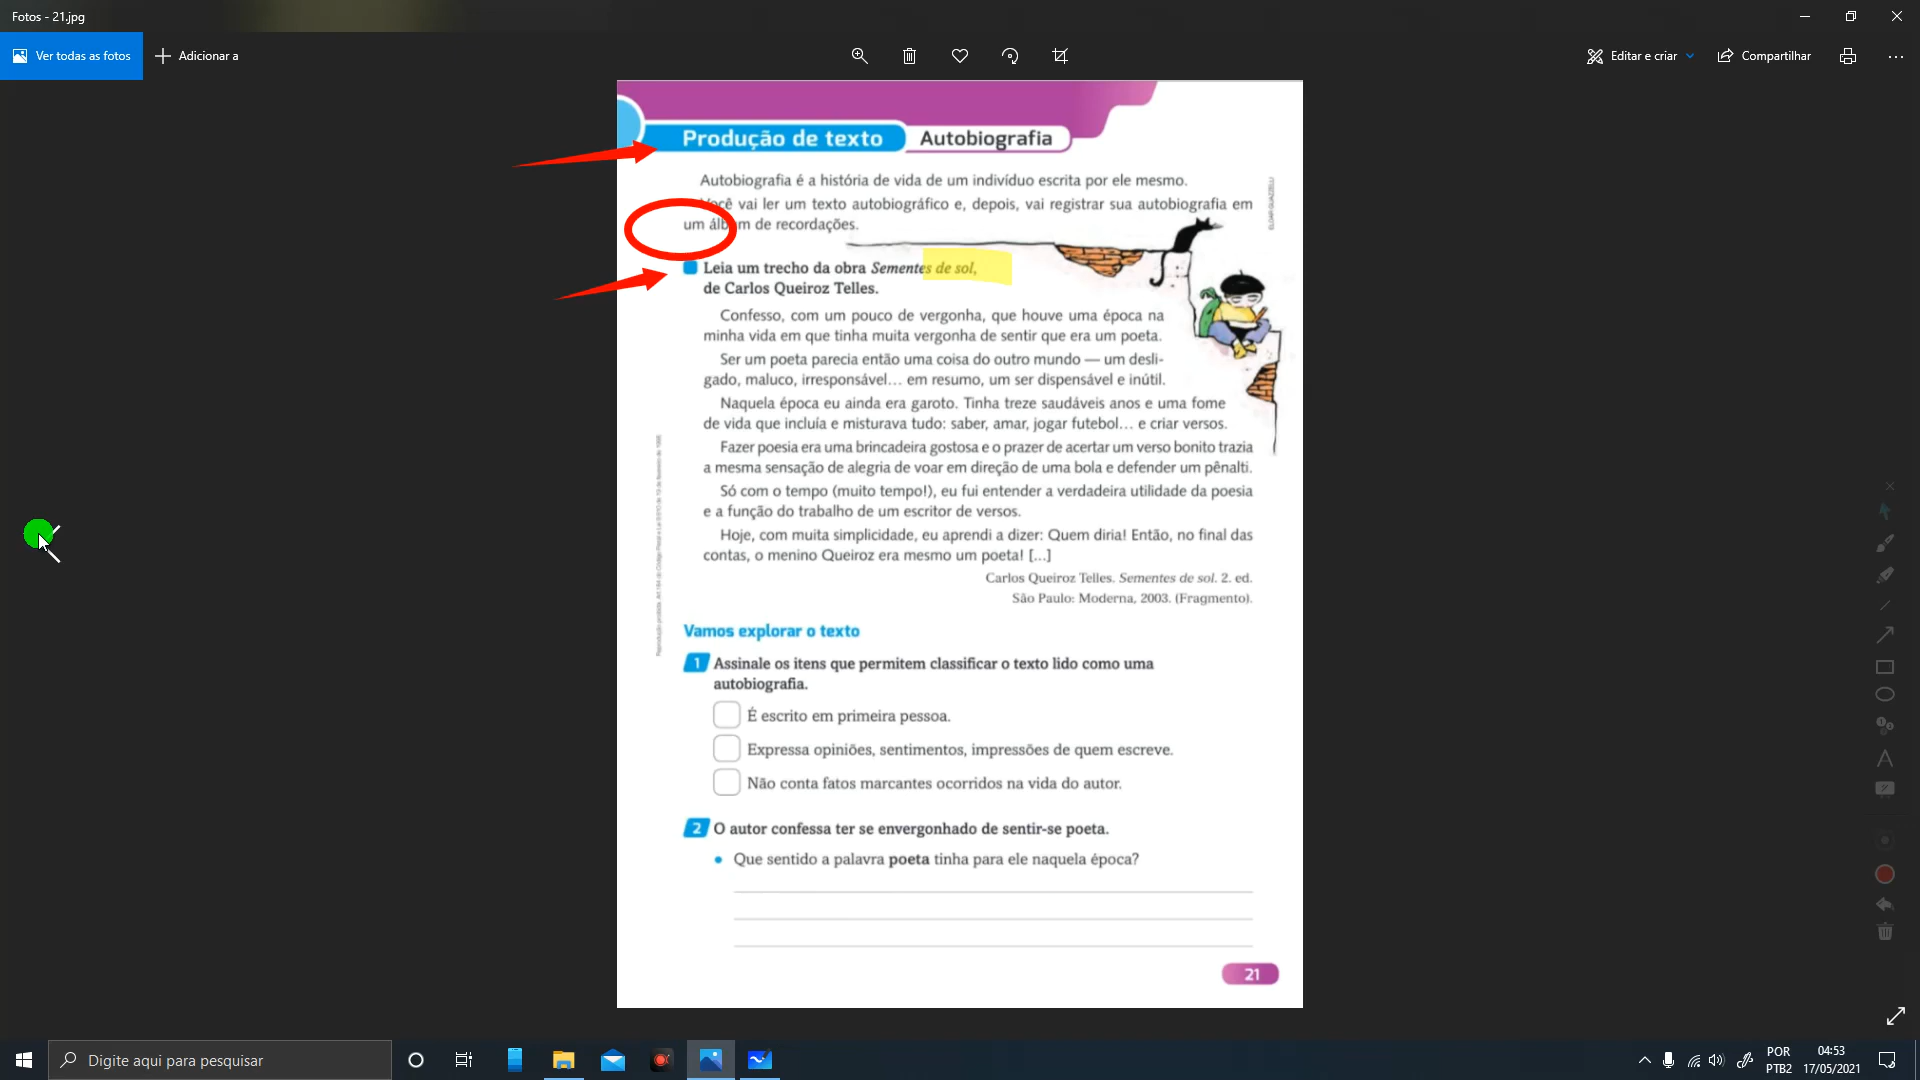 Fotos - 21.jpg
Ver todas as fotos
Adicionar a
Editar e criar
Compartilhar
Produção de texto
Autobiografia
Autobiografia é a história de vida de um indivíduo escrita por ele mesmo.
Você vai ler um texto autobiográfico e, depois, vai registrar sua autobiografia em
um álbum de recordações.
Leia um trecho da obra Sementes de sol,
de Carlos Queiroz Telles.
Confesso, com um pouco de vergonha, que houve uma época na
minha vida em que tinha muita vergonha de sentir que era um poeta.
Ser um poeta parecia então uma coisa do outro mundo — um desli-
gado, maluco, irresponsável... em resumo, um ser dispensável e inútil.
Naquela época eu ainda era garoto. Tinha treze saudáveis anos e uma fome
de vida que incluía e misturava tudo: saber, amar, jogar futebol... e criar versos.
Fazer poesia era uma brincadeira gostosa e o prazer de acertar um verso bonito trazia
a mesma sensação de alegria de voar em direção de uma bola e defender um pênalti.
Só com o tempo (muito tempo!), eu fui entender a verdadeira utilidade da poesia
e a função do trabalho de um escritor de versos.
Hoje, com muita simplicidade, eu aprendi a dizer: Quem diria! Então, no final das
contas, o menino Queiroz era mesmo um poeta! [...]
Carlos Queiroz Telles. Sementes de sol. 2. ed.
São Paulo: Moderna, 2003. (Fragmento).
Vamos explorar o texto
1 Assinale os itens que permitem classificar o texto lido como uma
autobiografia.
É escrito em primeira pessoa.
Expressa opiniões, sentimentos, impressões de quem escreve.
Não conta fatos marcantes ocorridos na vida do autor.
2 O autor confessa ter se envergonhado de sentir-se poeta.
• Que sentido a palavra poeta tinha para ele naquela época?
21
Digite aqui para pesquisar
POR
PTB2
04:53
17/05/2021